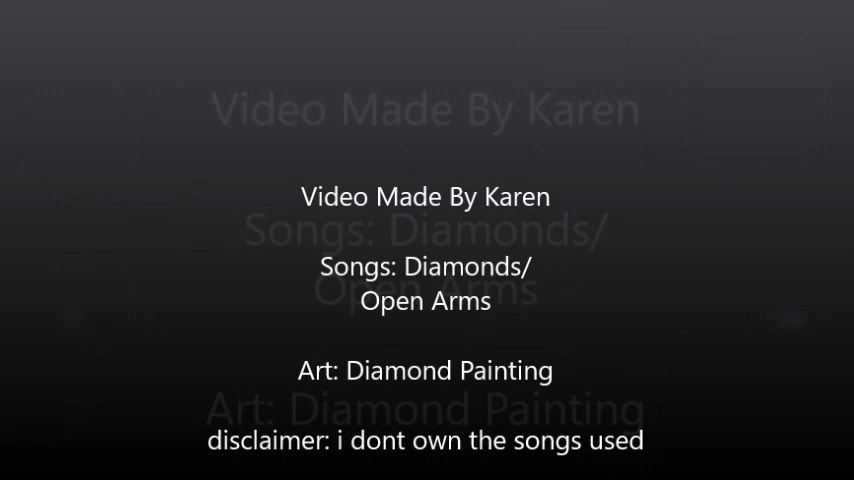 Video Made By Karen
Songs: Diamonds/
Open Arms
Art: Diamond Painting
disclaimer: i dont own the songs used